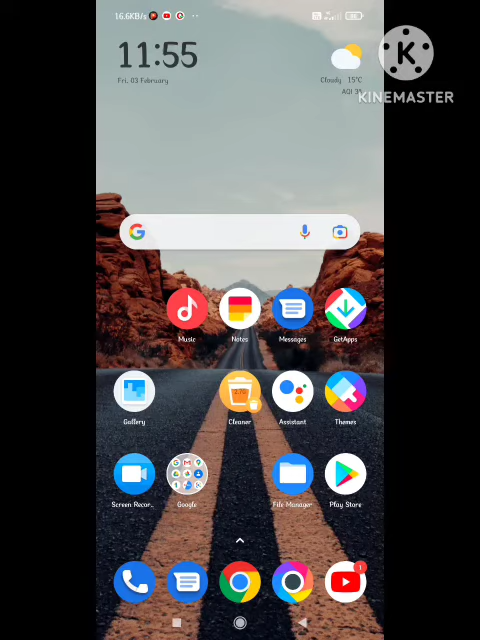 16.6KB/s
11:55
Fri, 03 February
Cloudy 15°C
AQI
KINEMASTER
Music
Notes
Messages
GetApps
Gallery
Cleaner
Assistant
Themes
Screen Recor..
Google
File Manager
Play Store
1